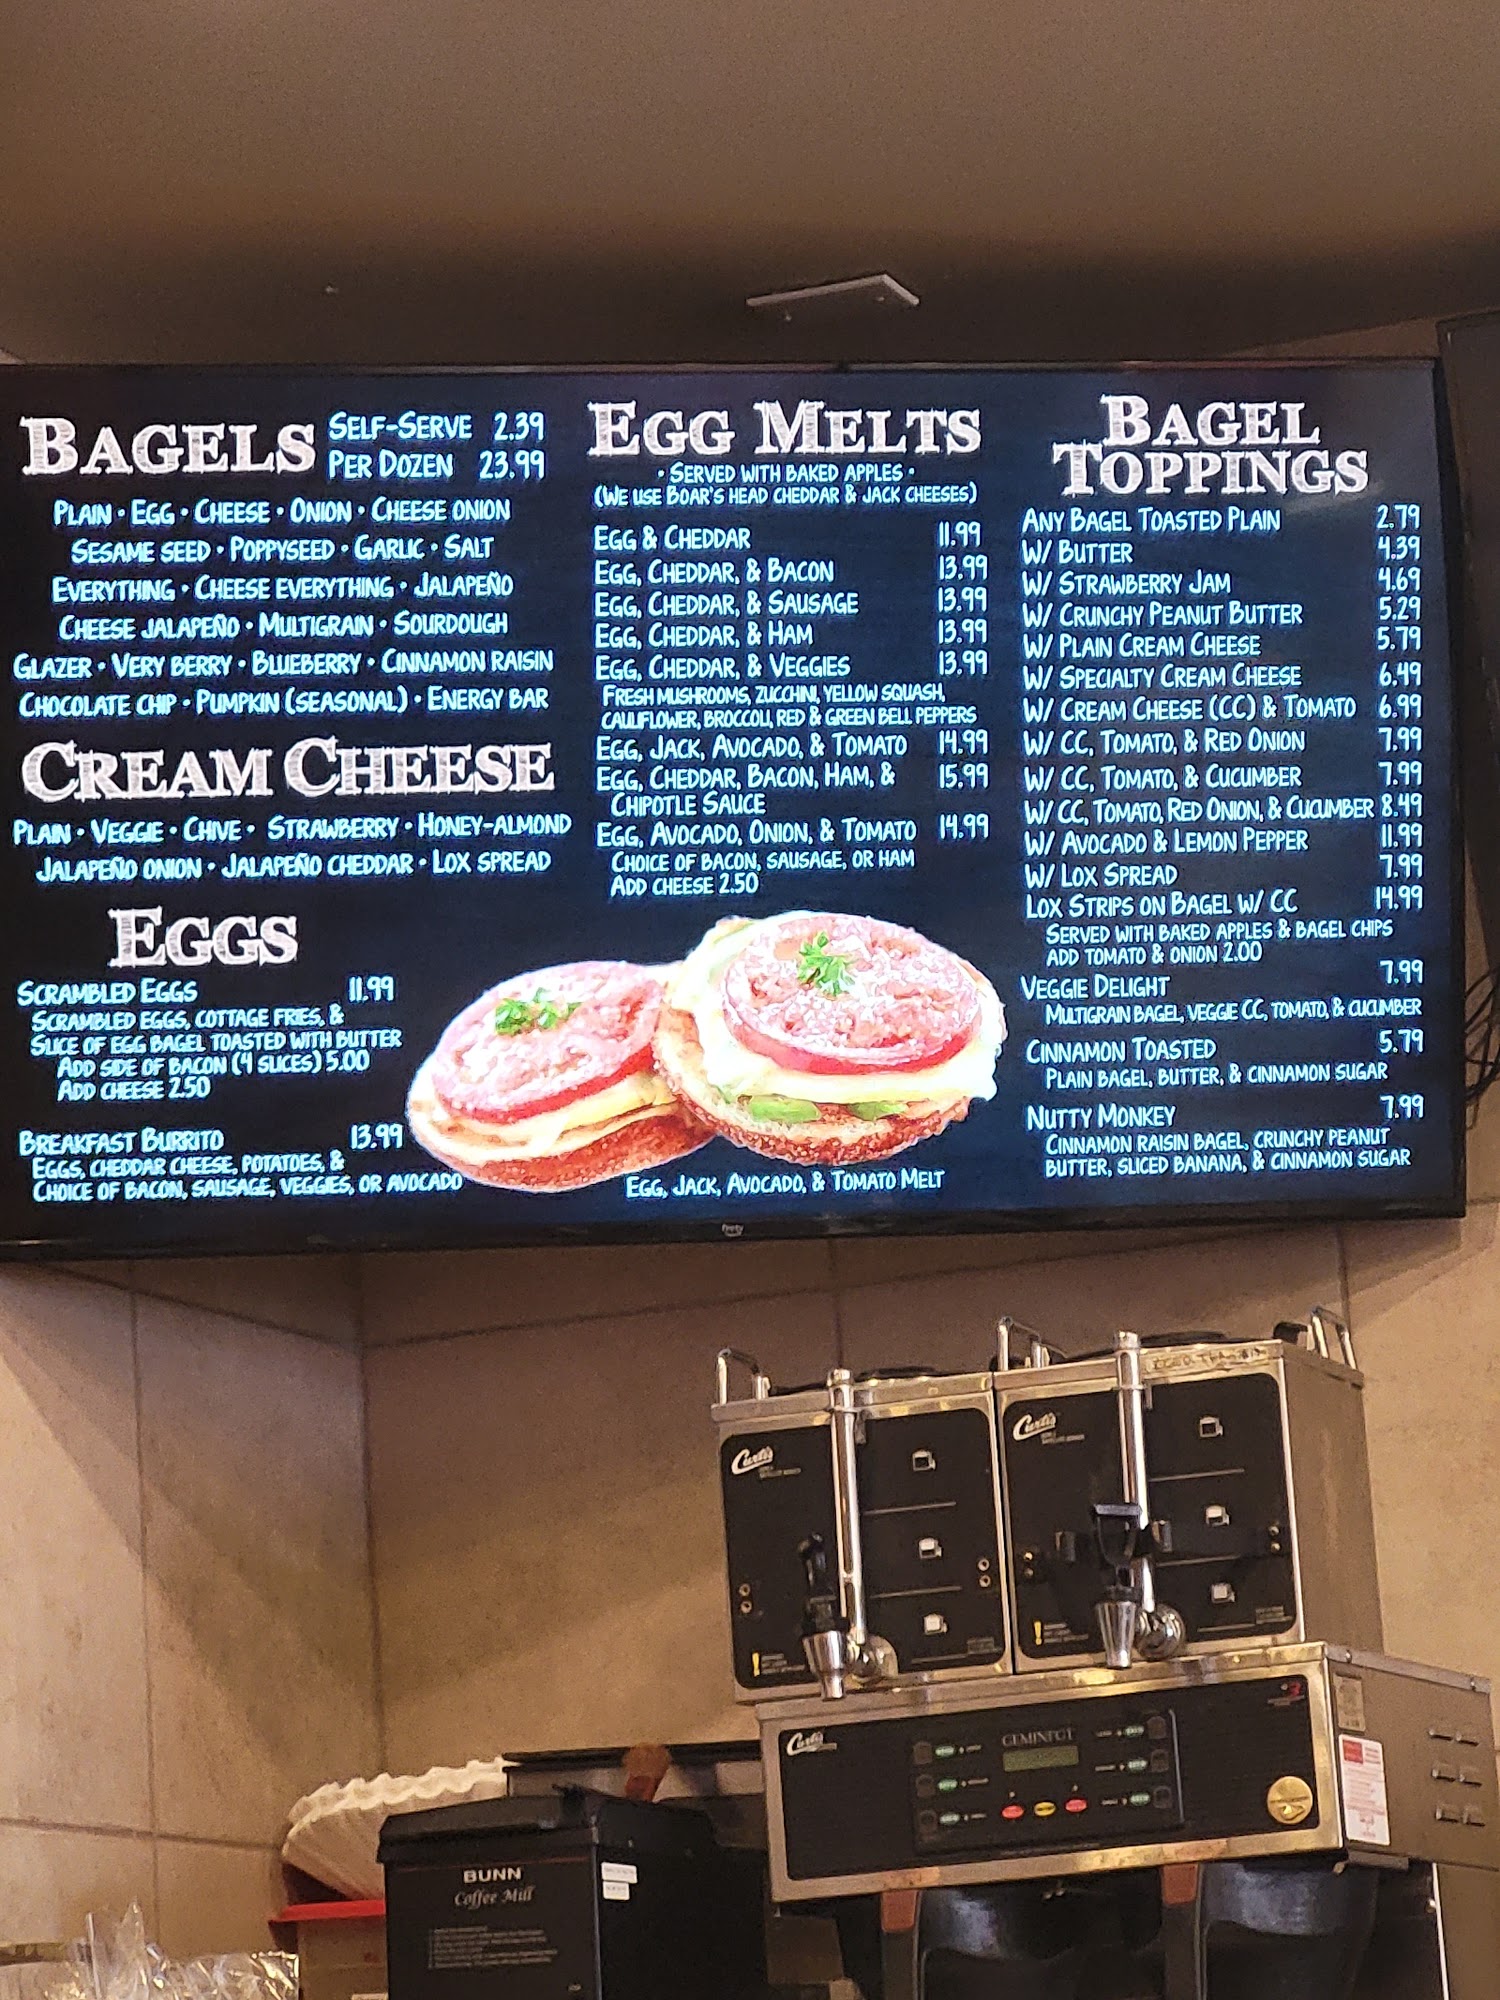 BAGELS
SELF-SERVE 2.39
PER DOZEN 23.99
PLAIN • EGG • CHEESE • ONION • CHEESE ONION
SESAME SEED • POPPYSEED • GARLIC • SALT
EVERYTHING • CHEESE EVERYTHING • JALAPEÑO
CHEESE JALAPEÑO • MULTIGRAIN • SOURDOUGH
GLAZER • VERY BERRY • BLUEBERRY • CINNAMON RAISIN
CHOCOLATE CHIP • PUMPKIN (SEASONAL) • ENERGY BAR
CREAM CHEESE
PLAIN • VEGGIE • CHIVE • STRAWBERRY • HONEY-ALMOND
JALAPEÑO ONION • JALAPEÑO CHEDDAR • LOX SPREAD
EGGS
SCRAMBLED EGGS 11.99
SCRAMBLED EGGS, COTTAGE FRIES, &
SLICE OF EGG BAGEL TOASTED WITH BUTTER
ADD SIDE OF BACON (4 SLICES) 5.00
ADD CHEESE 2.50
BREAKFAST BURRITO 13.99
EGGS, CHEDDAR CHEESE, POTATOES, &
CHOICE OF BACON, SAUSAGE, VEGGIES, OR AVOCADO
EGG MELTS
• SERVED WITH BAKED APPLES •
(WE USE BOAR'S HEAD CHEDDAR & JACK CHEESES)
EGG & CHEDDAR 11.99
EGG, CHEDDAR, & BACON 13.99
EGG, CHEDDAR, & SAUSAGE 13.99
EGG, CHEDDAR, & HAM 13.99
EGG, CHEDDAR, & VEGGIES 13.99
FRESH MUSHROOMS, ZUCCHINI, YELLOW SQUASH,
CAULIFLOWER, BROCCOLI, RED & GREEN BELL PEPPERS
EGG, JACK, AVOCADO, & TOMATO 14.99
EGG, CHEDDAR, BACON, HAM, & 15.99
CHIPOTLE SAUCE
EGG, AVOCADO, ONION, & TOMATO 14.99
CHOICE OF BACON, SAUSAGE, OR HAM
ADD CHEESE 2.50
EGG, JACK, AVOCADO, & TOMATO MELT
BAGEL
TOPPINGS
ANY BAGEL TOASTED PLAIN 2.79
W/ BUTTER 4.39
W/ STRAWBERRY JAM 4.69
W/ CRUNCHY PEANUT BUTTER 5.29
W/ PLAIN CREAM CHEESE 5.79
W/ SPECIALTY CREAM CHEESE 6.49
W/ CREAM CHEESE (CC) & TOMATO 6.99
W/ CC, TOMATO, & RED ONION 7.99
W/ CC, TOMATO, & CUCUMBER 7.99
W/ CC, TOMATO, RED ONION, & CUCUMBER 8.49
W/ AVOCADO & LEMON PEPPER 11.99
W/ LOX SPREAD 7.99
LOX STRIPS ON BAGEL W/ CC 14.99
SERVED WITH BAKED APPLES & BAGEL CHIPS
ADD TOMATO & ONION 2.00
VEGGIE DELIGHT 7.99
MULTIGRAIN BAGEL, VEGGIE CC, TOMATO, & CUCUMBER
CINNAMON TOASTED 5.79
PLAIN BAGEL, BUTTER, & CINNAMON SUGAR
NUTTY MONKEY 7.99
CINNAMON RAISIN BAGEL, CRUNCHY PEANUT
BUTTER, SLICED BANANA, & CINNAMON SUGAR
Curtis
Curtis
Curtis
BUNN
Coffee Mill